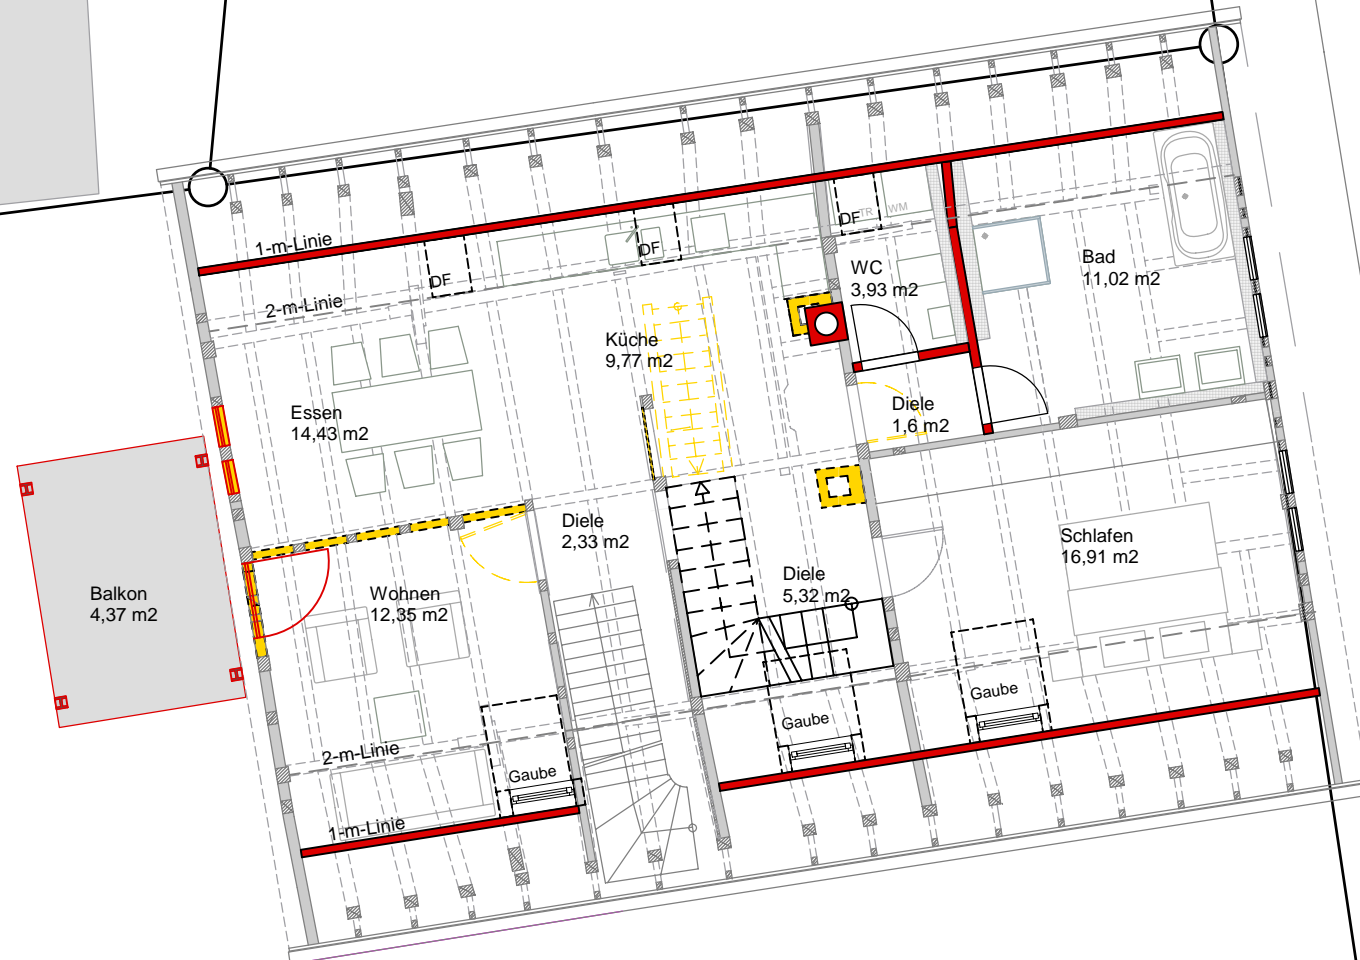 1-m-Linie
2-m-Linie
DF
DF
DF
TR
WM
WC
3,93 m2
Bad
11,02 m2
Küche
9,77 m2
Essen
14,43 m2
Diele
1,6 m2
Diele
2,33 m2
Schlafen
16,91 m2
Balkon
4,37 m2
Wohnen
12,35 m2
Diele
5,32 m2
Gaube
Gaube
2-m-Linie
Gaube
1-m-Linie